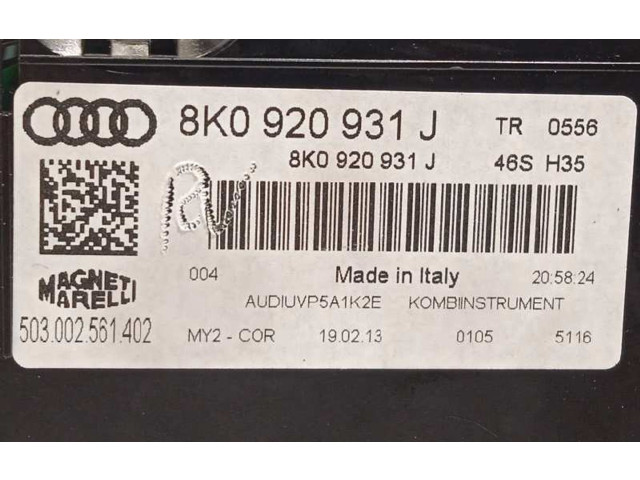 8K0 920 931 J TR 0556
8K0 920 931 J 46S H35
004 Made in Italy 20:58:24
MAGNETI
MARELLI
AUDIUVP5A1K2E KOMBIINSTRUMENT
503.002.561.402 MY2 - COR 19.02.13 0105 5116